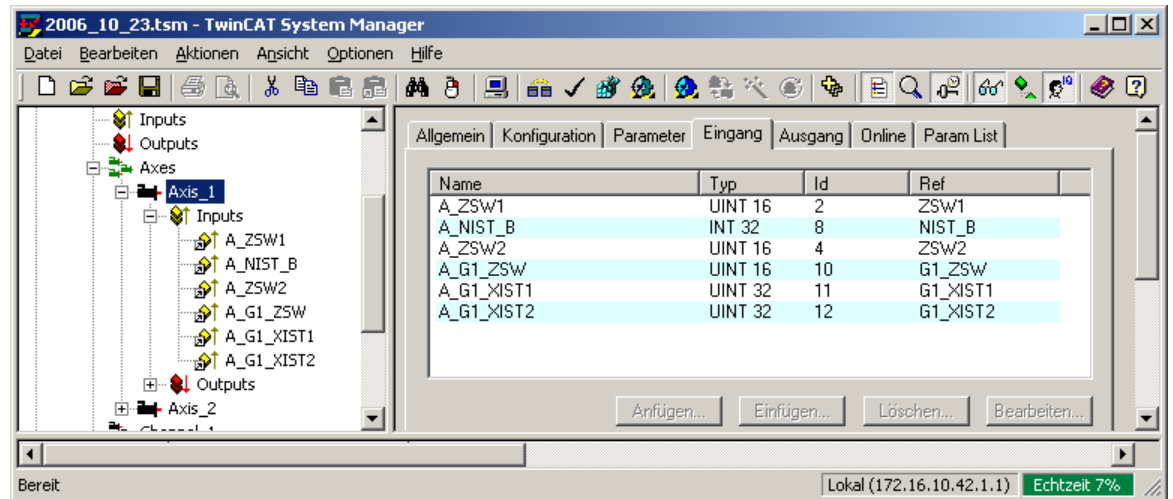 2006_10_23.tsm - TwinCAT System Manager
Datei Bearbeiten Aktionen Ansicht Optionen Hilfe
Inputs
Outputs
Axes
Axis_1
Inputs
A_ZSW1
A_NIST_B
A_ZSW2
A_G1_ZSW
A_G1_XIST1
A_G1_XIST2
Outputs
Axis_2
Allgemein Konfiguration Parameter Eingang Ausgang Online Param List
Name Typ Id Ref
A_ZSW1 UINT 16 2 ZSW1
A_NIST_B INT 32 8 NIST_B
A_ZSW2 UINT 16 4 ZSW2
A_G1_ZSW UINT 16 10 G1_ZSW
A_G1_XIST1 UINT 32 11 G1_XIST1
A_G1_XIST2 UINT 32 12 G1_XIST2
Anfügen... Einfügen... Löschen... Bearbeiten...
Bereit Lokal (172.16.10.42.1.1) Echtzeit 7%